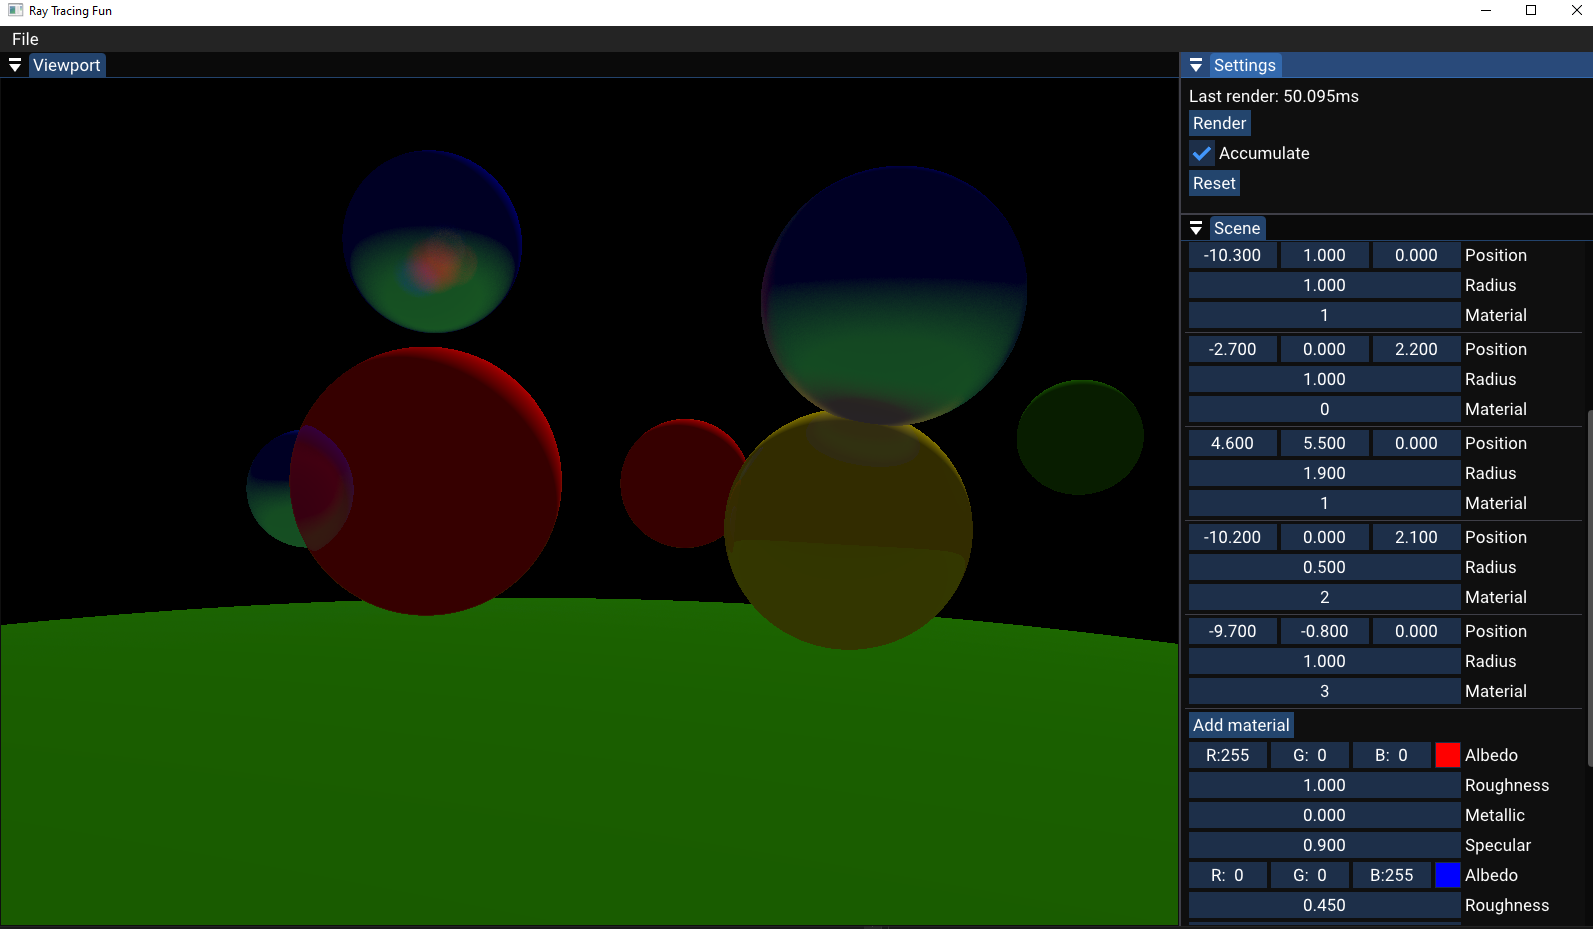 Ray Tracing Fun
File
Viewport
Settings
Last render: 50.095ms
Render
Accumulate
Reset
Scene
-10.300 1.000 0.000 Position
1.000 Radius
1 Material
-2.700 0.000 2.200 Position
1.000 Radius
0 Material
4.600 5.500 0.000 Position
1.900 Radius
1 Material
-10.200 0.000 2.100 Position
0.500 Radius
2 Material
-9.700 -0.800 0.000 Position
1.000 Radius
3 Material
Add material
R:255 G: 0 B: 0 Albedo
1.000 Roughness
0.000 Metallic
0.900 Specular
R: 0 G: 0 B:255 Albedo
0.450 Roughness